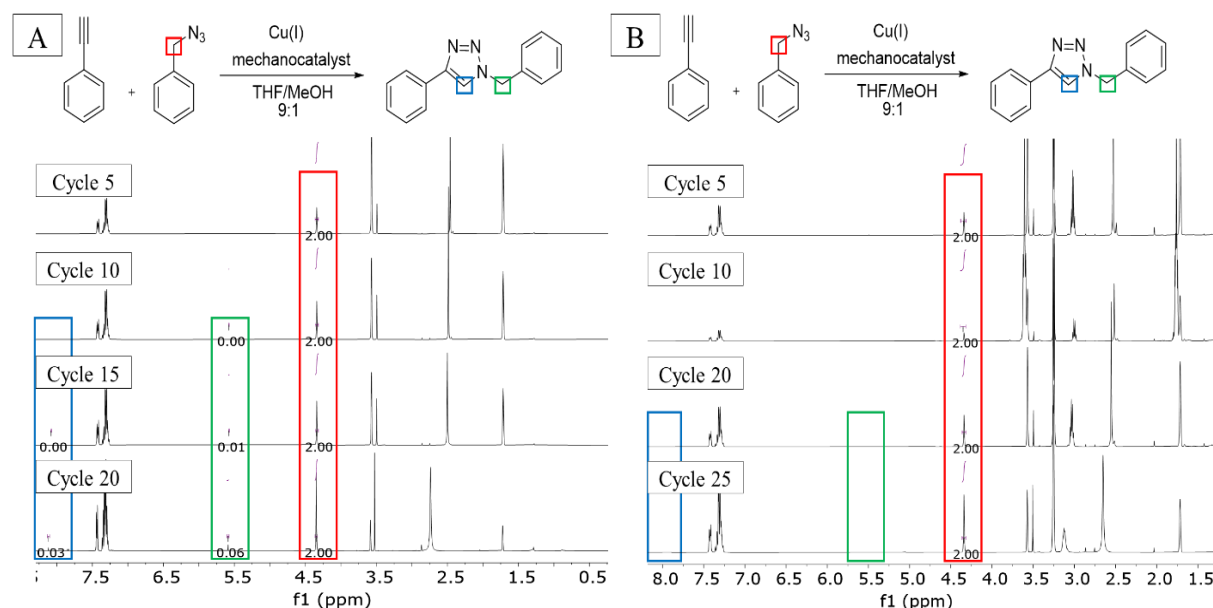 A
N3
Cu(I)
mechanocatalyst
+
THF/MeOH
9:1
N=N
N
Cycle 5
2.00
Cycle 10
0.00
2.00
Cycle 15
0.00
0.01
2.00
Cycle 20
0.03
0.06
2.00
7.5 6.5 5.5 4.5 3.5 2.5 1.5 0.5
f1 (ppm)
B
N3
Cu(I)
mechanocatalyst
+
THF/MeOH
9:1
N=N
N
Cycle 5
2.00
Cycle 10
2.00
Cycle 20
2.00
Cycle 25
2.00
8.0 7.5 7.0 6.5 6.0 5.5 5.0 4.5 4.0 3.5 3.0 2.5 2.0 1.5
f1 (ppm)